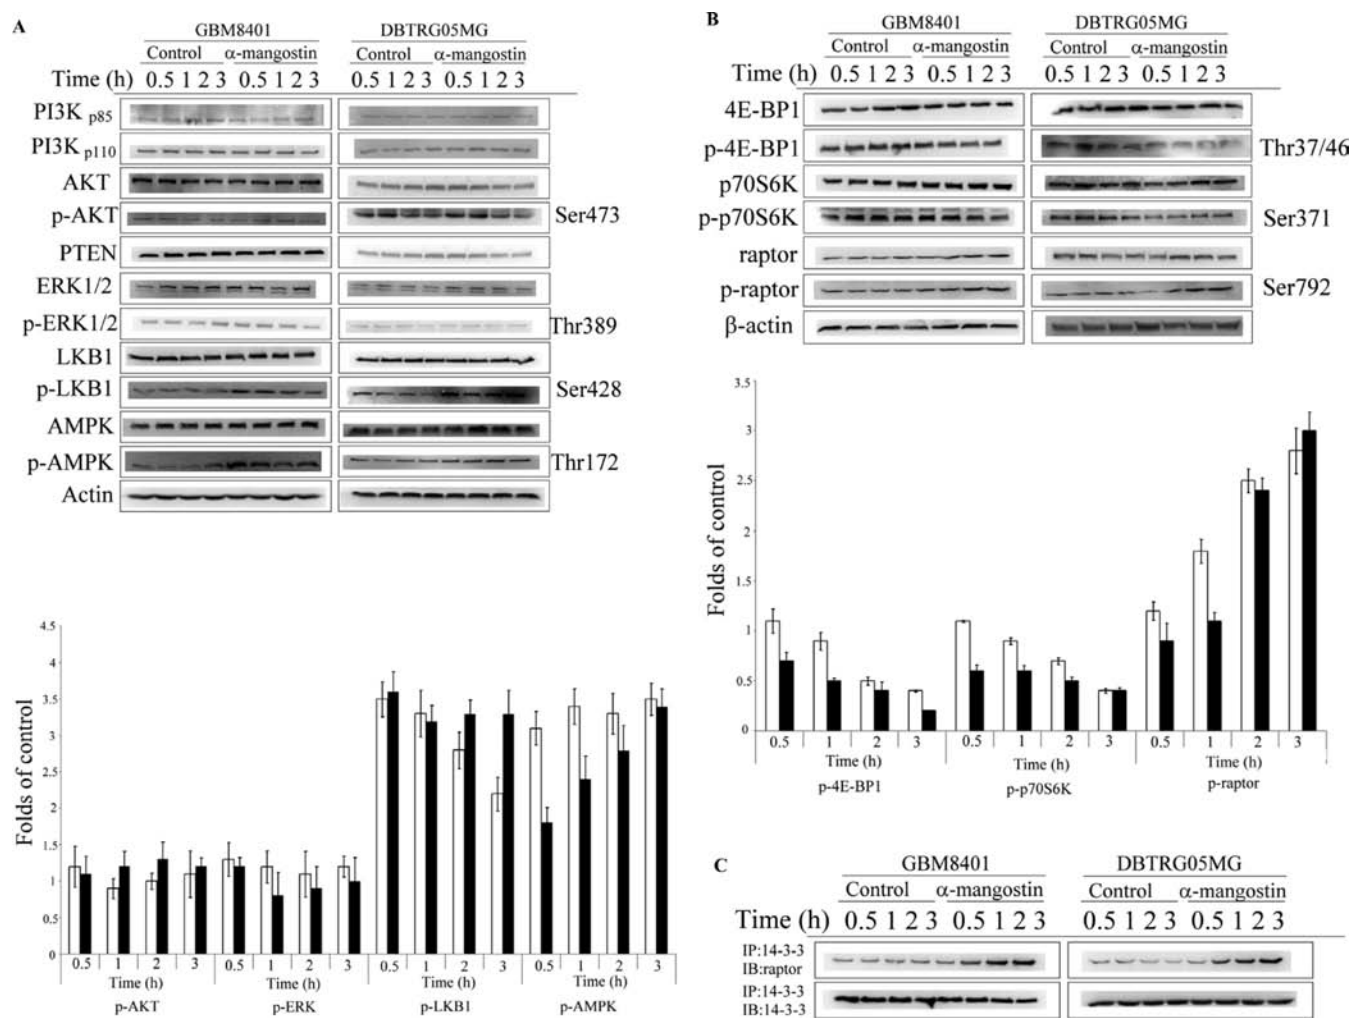 A
GBM8401 DBTRG05MG
Control α-mangostin Control α-mangostin
Time (h) 0.5 1 2 3 0.5 1 2 3 0.5 1 2 3 0.5 1 2 3
PI3K p85
PI3K p110
AKT
p-AKT Ser473
PTEN
ERK1/2
p-ERK1/2 Thr389
LKB1
p-LKB1 Ser428
AMPK
p-AMPK Thr172
Actin
Folds of control
4.5
4
3.5
3
2.5
2
1.5
1
0.5
0
0.5 1 2 3 0.5 1 2 3 0.5 1 2 3 0.5 1 2 3
Time (h) Time (h) Time (h) Time (h)
p-AKT p-ERK p-LKB1 p-AMPK
B
GBM8401 DBTRG05MG
Control α-mangostin Control α-mangostin
Time (h) 0.5 1 2 3 0.5 1 2 3 0.5 1 2 3 0.5 1 2 3
4E-BP1
p-4E-BP1 Thr37/46
p70S6K
p-p70S6K Ser371
raptor
p-raptor Ser792
β-actin
Folds of control
3.5
3
2.5
2
1.5
1
0.5
0
0.5 1 2 3 0.5 1 2 3 0.5 1 2 3
Time (h) Time (h) Time (h)
p-4E-BP1 p-p70S6K p-raptor
C
GBM8401 DBTRG05MG
Control α-mangostin Control α-mangostin
Time (h) 0.5 1 2 3 0.5 1 2 3 0.5 1 2 3 0.5 1 2 3
IP:14-3-3
IB:raptor
IP:14-3-3
IB:14-3-3